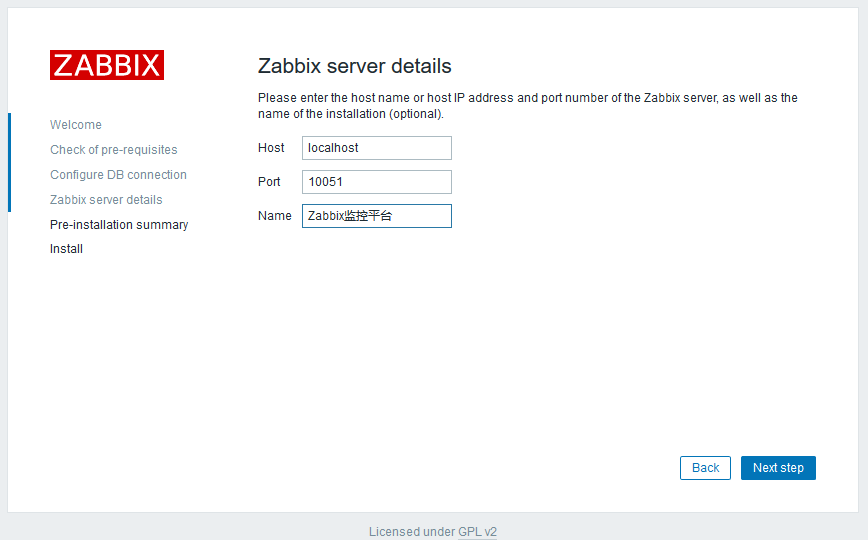 ZABBIX
Welcome
Check of pre-requisites
Configure DB connection
Zabbix server details
Pre-installation summary
Install
Zabbix server details
Please enter the host name or host IP address and port number of the Zabbix server, as well as the
name of the installation (optional).
Host localhost
Port 10051
Name Zabbix监控平台
Back Next step
Licensed under GPL v2